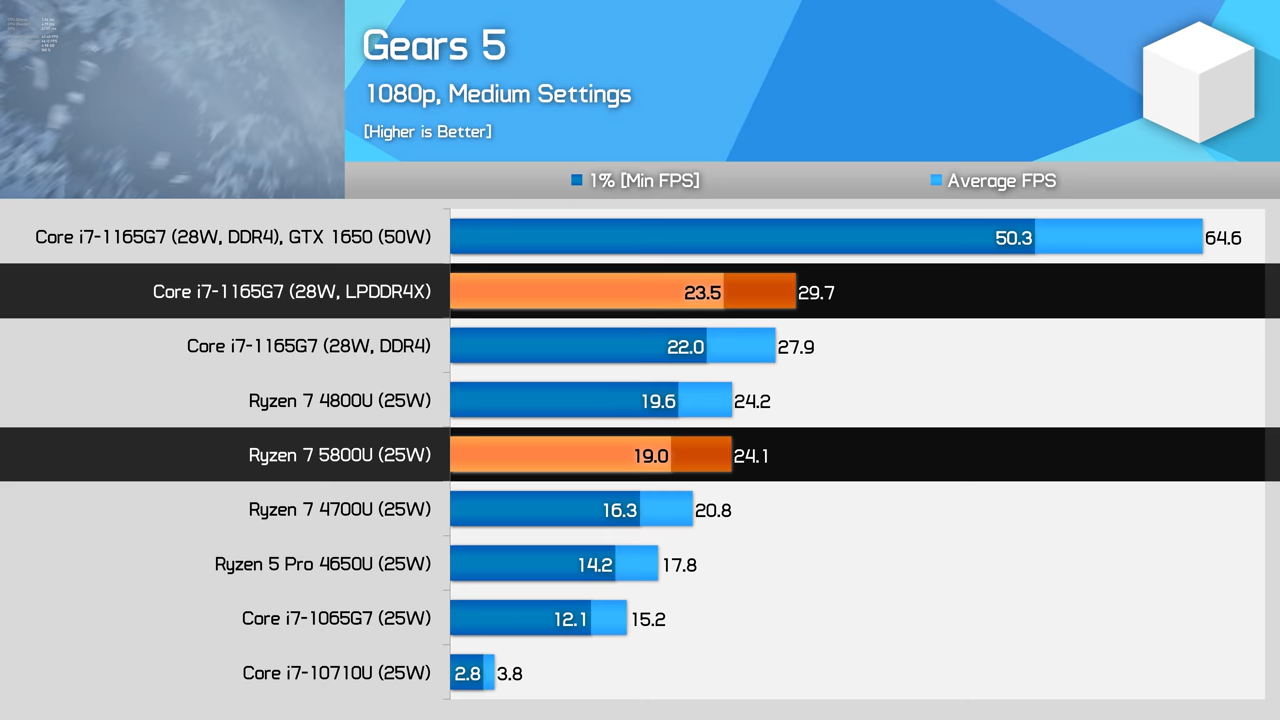 Gears 5
1080p, Medium Settings
[Higher is Better]
1% [Min FPS]
Average FPS
Core i7-1165G7 (28W, DDR4), GTX 1650 (50W)
50.3
64.6
Core i7-1165G7 (28W, LPDDR4X)
23.5
29.7
Core i7-1165G7 (28W, DDR4)
22.0
27.9
Ryzen 7 4800U (25W)
19.6
24.2
Ryzen 7 5800U (25W)
19.0
24.1
Ryzen 7 4700U (25W)
16.3
20.8
Ryzen 5 Pro 4650U (25W)
14.2
17.8
Core i7-1065G7 (25W)
12.1
15.2
Core i7-10710U (25W)
2.8
3.8